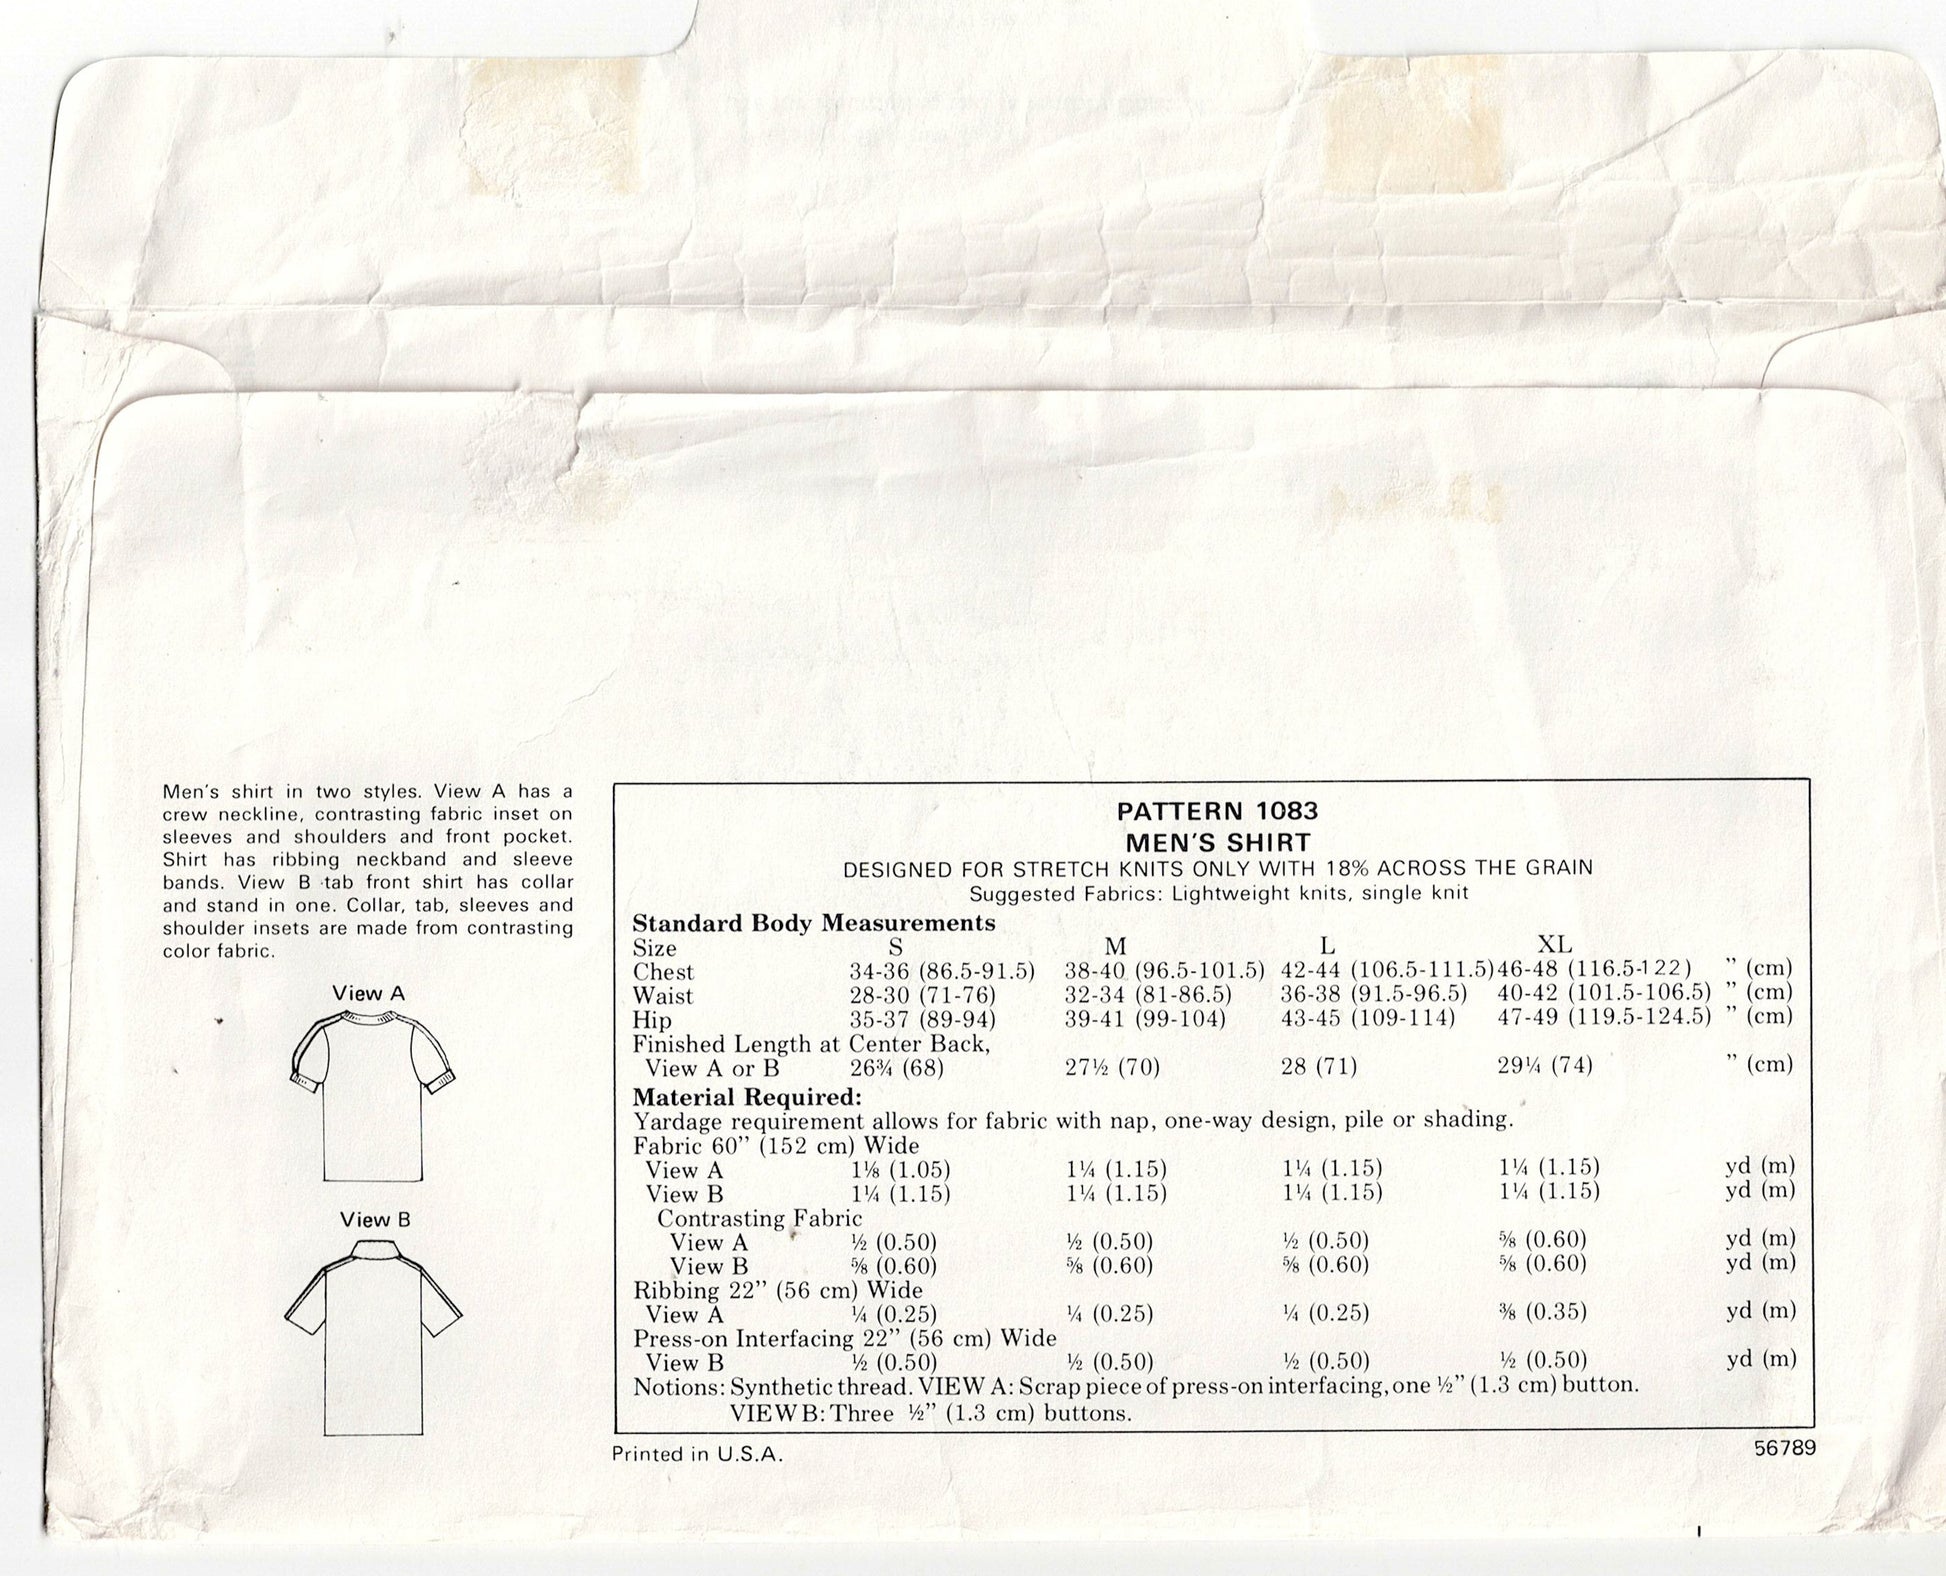 Men's shirt in two styles. View A has a
crew neckline, contrasting fabric inset on
sleeves and shoulders and front pocket.
Shirt has ribbing neckband and sleeve
bands. View B tab front shirt has collar
and stand in one. Collar, tab, sleeves and
shoulder insets are made from contrasting
color fabric.
View A
View B
PATTERN 1083
MEN'S SHIRT
DESIGNED FOR STRETCH KNITS ONLY WITH 18% ACROSS THE GRAIN
Suggested Fabrics: Lightweight knits, single knit
Standard Body Measurements
Size S M L XL
Chest 34-36 (86.5-91.5) 38-40 (96.5-101.5) 42-44 (106.5-111.5) 46-48 (116.5-122) ” (cm)
Waist 28-30 (71-76) 32-34 (81-86.5) 36-38 (91.5-96.5) 40-42 (101.5-106.5) ” (cm)
Hip 35-37 (89-94) 39-41 (99-104) 43-45 (109-114) 47-49 (119.5-124.5) ” (cm)
Finished Length at Center Back,
View A or B 26¾ (68) 27½ (70) 28 (71) 29¼ (74) ” (cm)
Material Required:
Yardage requirement allows for fabric with nap, one-way design, pile or shading.
Fabric 60” (152 cm) Wide
View A 1⅛ (1.05) 1¼ (1.15) 1¼ (1.15) 1¼ (1.15) yd (m)
View B 1¼ (1.15) 1¼ (1.15) 1¼ (1.15) 1¼ (1.15) yd (m)
Contrasting Fabric
View A ½ (0.50) ½ (0.50) ½ (0.50) ⅝ (0.60) yd (m)
View B ⅝ (0.60) ⅝ (0.60) ⅝ (0.60) ⅝ (0.60) yd (m)
Ribbing 22” (56 cm) Wide
View A ¼ (0.25) ¼ (0.25) ¼ (0.25) ⅜ (0.35) yd (m)
Press-on Interfacing 22” (56 cm) Wide
View B ½ (0.50) ½ (0.50) ½ (0.50) ½ (0.50) yd (m)
Notions: Synthetic thread. VIEW A: Scrap piece of press-on interfacing, one ½” (1.3 cm) button.
VIEW B: Three ½” (1.3 cm) buttons.
Printed in U.S.A.
56789